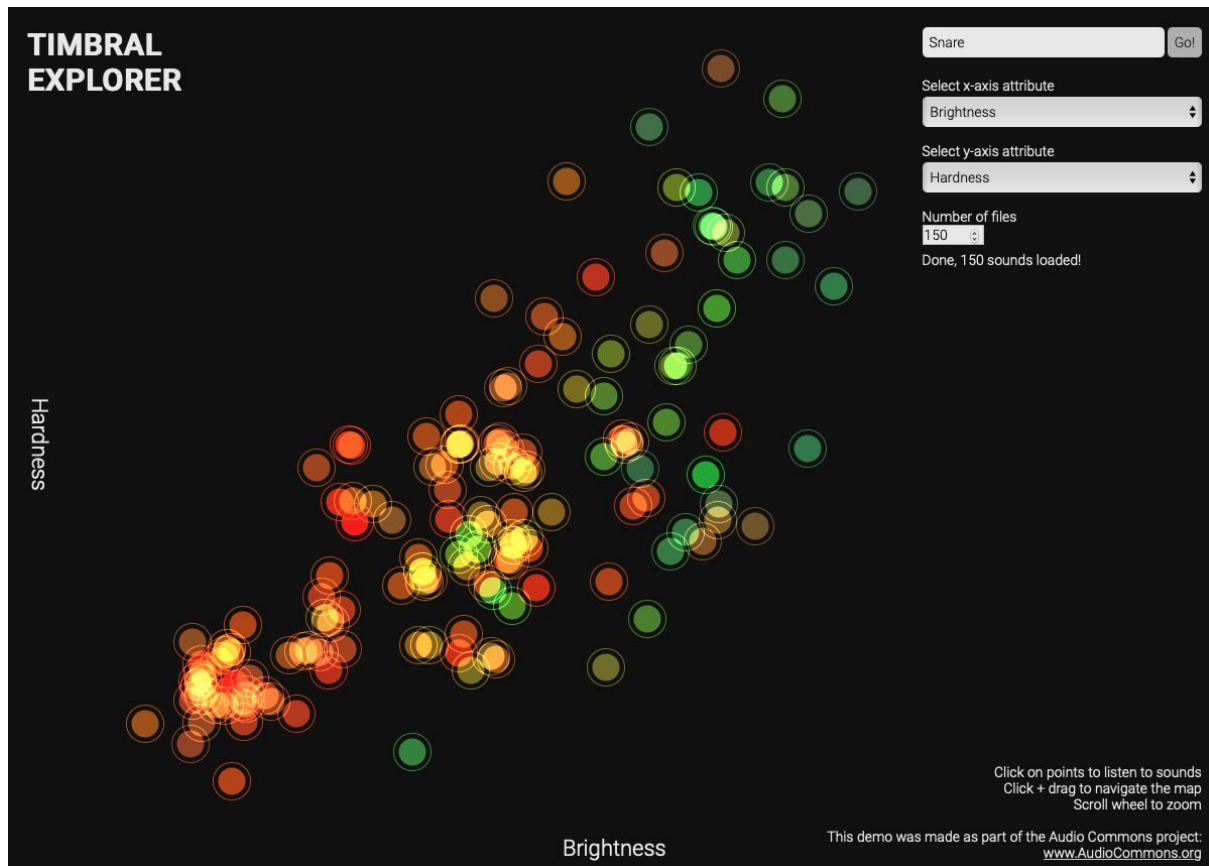 TIMBRAL
EXPLORER
Snare
Go!
Select x-axis attribute
Brightness
Select y-axis attribute
Hardness
Number of files
150
Done, 150 sounds loaded!
Hardness
Brightness
Click on points to listen to sounds
Click + drag to navigate the map
Scroll wheel to zoom
This demo was made as part of the Audio Commons project:
www.AudioCommons.org